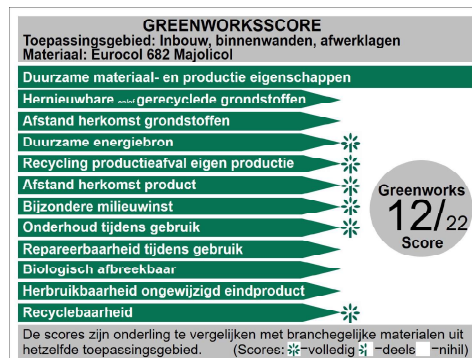 GREENWORKSSCORE
Toepassingsgebied: Inbouw, binnenwanden, afwerklagen
Materiaal: Eurocol 682 Majolicol
Duurzame materiaal- en productie eigenschappen
Hernieuwbare en/of gerecyclede grondstoffen
Afstand herkomst grondstoffen
Duurzame energiebron
Recycling productieafval eigen productie
Afstand herkomst product
Bijzondere milieuwinst
Onderhoud tijdens gebruik
Repareerbaarheid tijdens gebruik
Biologisch afbreekbaar
Herbruikbaarheid ongewijzigd eindproduct
Recyclebaarheid
Greenworks
12/22
Score
De scores zijn onderling te vergelijken met branchegelijke materialen uit
hetzelfde toepassingsgebied. (Scores: =volledig =deels =nihil)